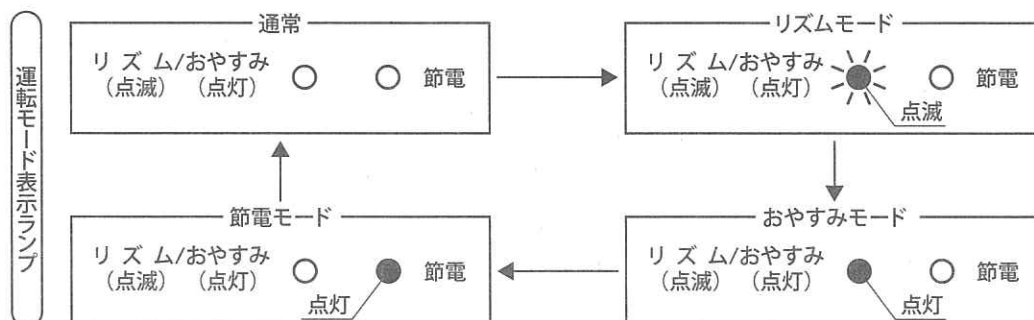 運転モード表示ランプ
通常
リズム/おやすみ
(点滅) (点灯)
節電
リズムモード
リズム/おやすみ
(点滅) (点灯)
節電
点滅
節電モード
リズム/おやすみ
(点滅) (点灯)
節電
点灯
おやすみモード
リズム/おやすみ
(点滅) (点灯)
節電
点灯